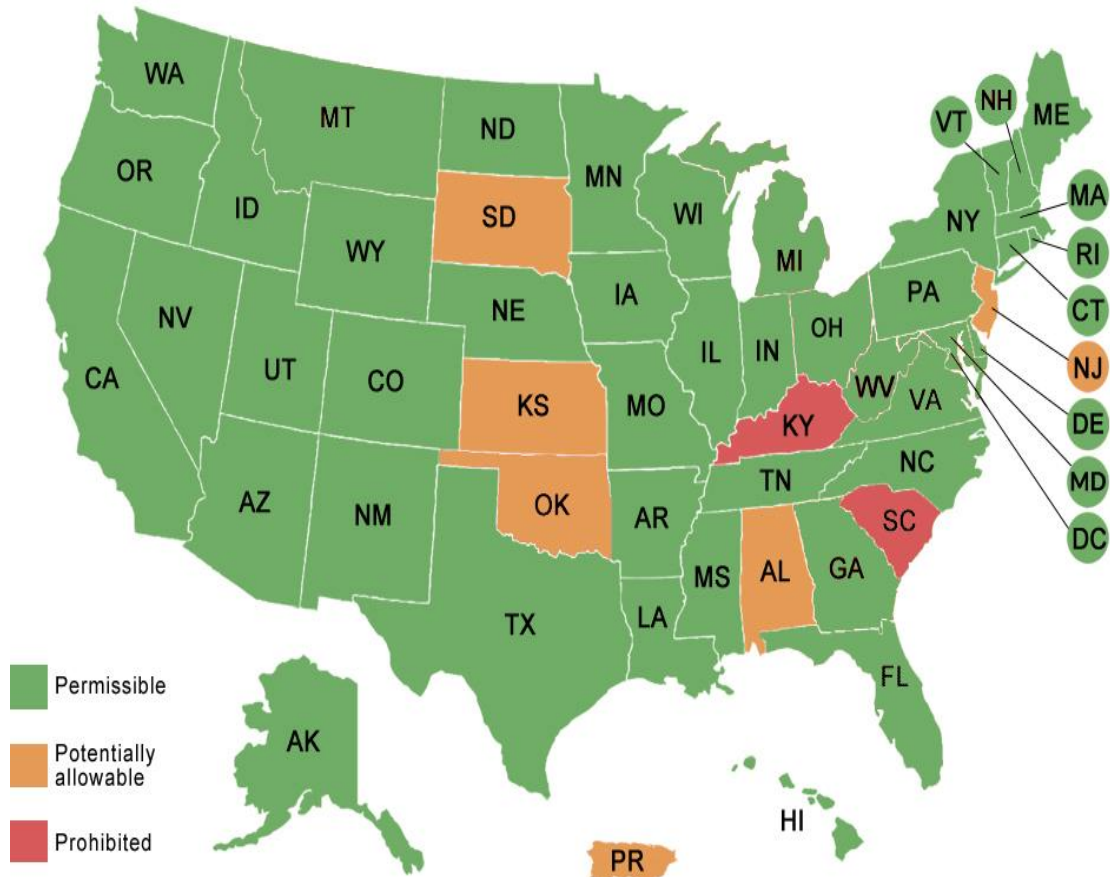 WA
MT
ND
MN
OR
ID
SD
WI
WY
MI
NY
ME
VT
NH
MA
RI
CT
NJ
DE
MD
DC
NV
NE
IA
PA
CA
UT
CO
KS
MO
IL
IN
OH
WV
VA
KY
AZ
NM
OK
AR
TN
NC
SC
TX
LA
MS
AL
GA
FL
Permissible
Potentially
allowable
Prohibited
AK
HI
PR